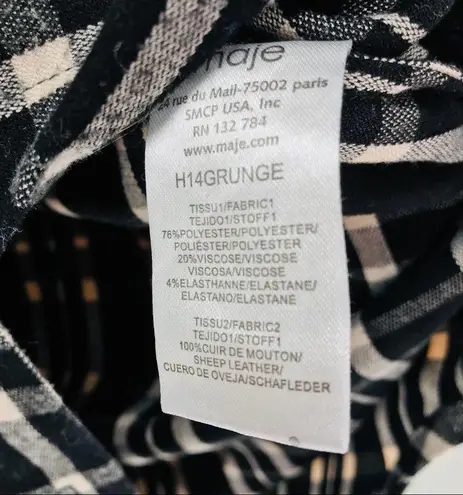 maje
24 rue du Mail-75002 paris
SMCP USA, Inc
RN 132 784
www.maje.com
H14GRUNGE
TISSU1/FABRIC1
TEJIDO1/STOFF1
76%POLYESTER/POLYESTER/
POLIÉSTER/POLYESTER
20%VISCOSE/VISCOSE
VISCOSA/VISCOSE
4%ELASTHANNE/ELASTANE/
ELASTANO/ELASTANE
TISSU2/FABRIC2
TEJIDO1/STOFF1
100%CUIR DE MOUTON/
SHEEP LEATHER/
CUERO DE OVEJA/SCHAFLEDER